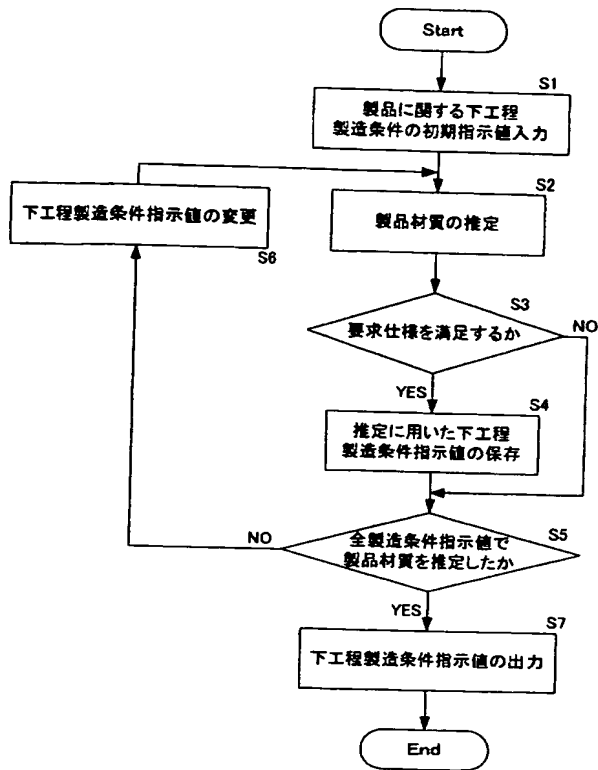 Start
S1
製品に関する下工程
製造条件の初期指示値入力
S2
製品材質の推定
下工程製造条件指示値の変更
S6
S3
要求仕様を満足するか
NO
YES
S4
推定に用いた下工程
製造条件指示値の保存
S5
全製造条件指示値で
製品材質を推定したか
NO
YES
S7
下工程製造条件指示値の出力
End